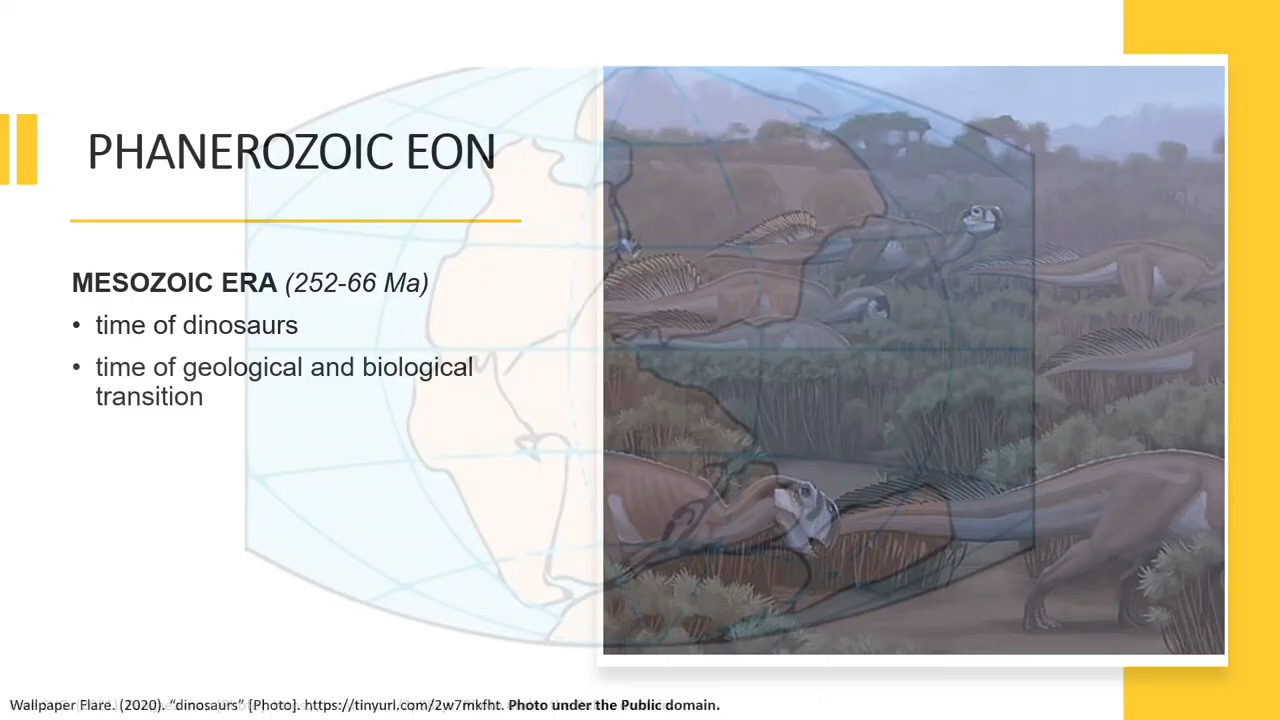 PHANEROZOIC EON
MESOZOIC ERA (252-66 Ma)
• time of dinosaurs
• time of geological and biological
transition
Wallpaper Flare. (2020). “dinosaurs” [Photo]. https://tinyurl.com/2w7mkfht. Photo under the Public domain.